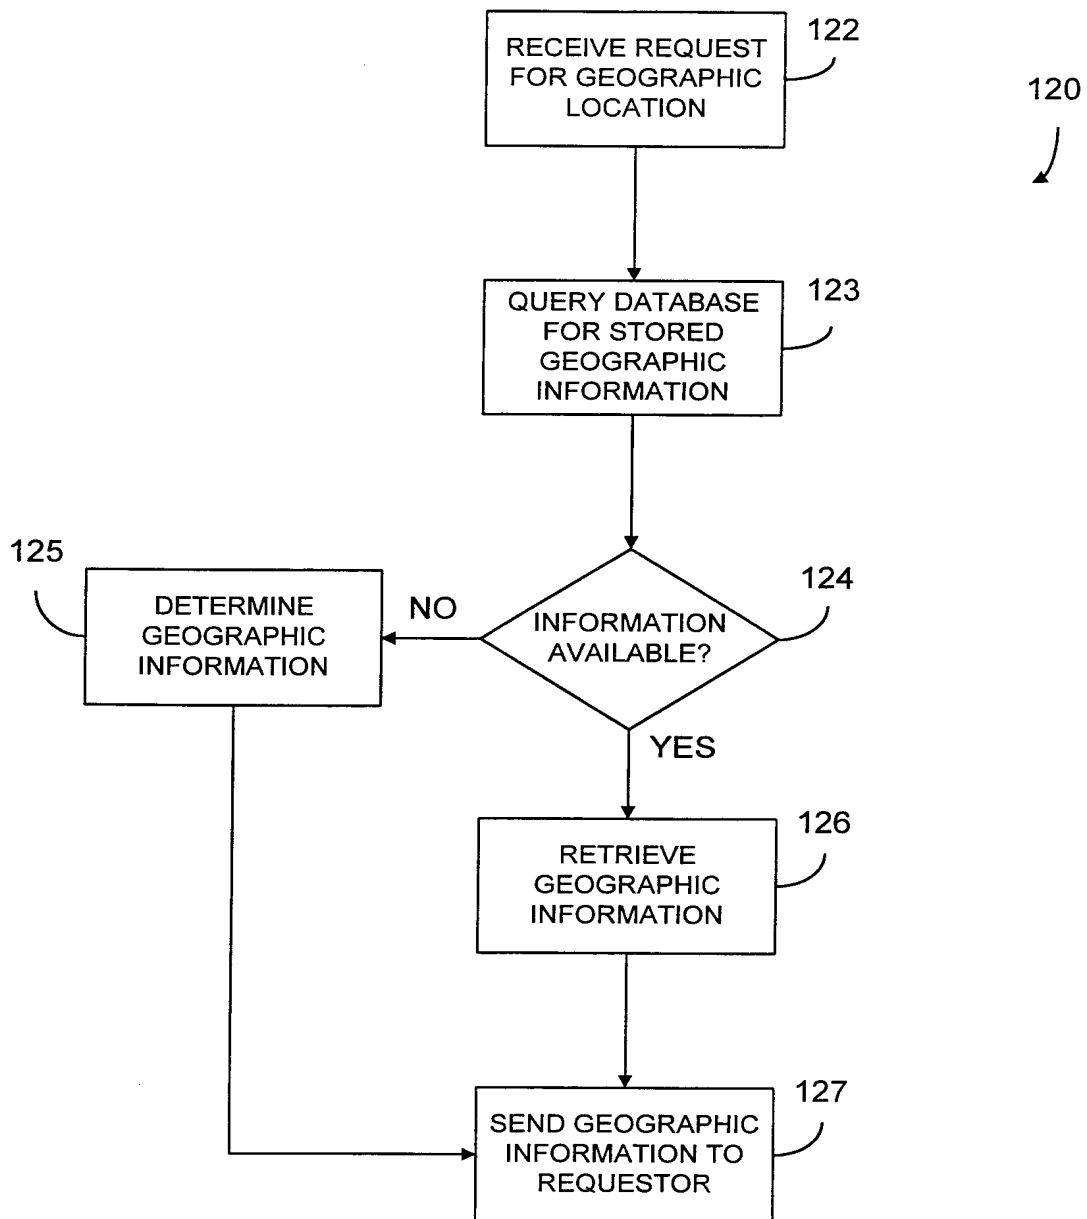 RECEIVE REQUEST
FOR GEOGRAPHIC
LOCATION
122
120
QUERY DATABASE
FOR STORED
GEOGRAPHIC
INFORMATION
123
125
DETERMINE
GEOGRAPHIC
INFORMATION
NO
INFORMATION
AVAILABLE?
124
YES
RETRIEVE
GEOGRAPHIC
INFORMATION
126
SEND GEOGRAPHIC
INFORMATION TO
REQUESTOR
127